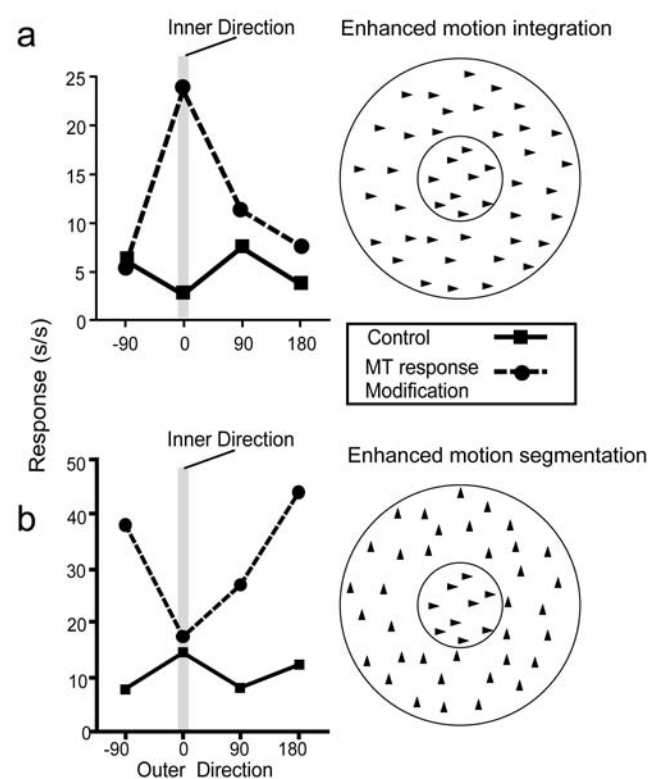 a
Inner Direction
Enhanced motion integration
25
20
15
10
5
0
-90 0 90 180
Control
MT response
Modification
Response (s/s)
Inner Direction
Enhanced motion segmentation
b
50
40
30
20
10
0
-90 0 90 180
Outer Direction